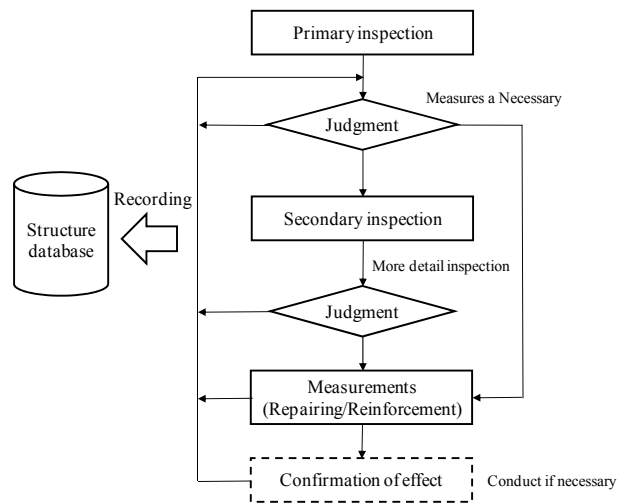 Primary inspection
Measures a Necessary
Judgment
Recording
Structure
database
Secondary inspection
More detail inspection
Judgment
Measurements
(Repairing/Reinforcement)
Confirmation of effect
Conduct if necessary